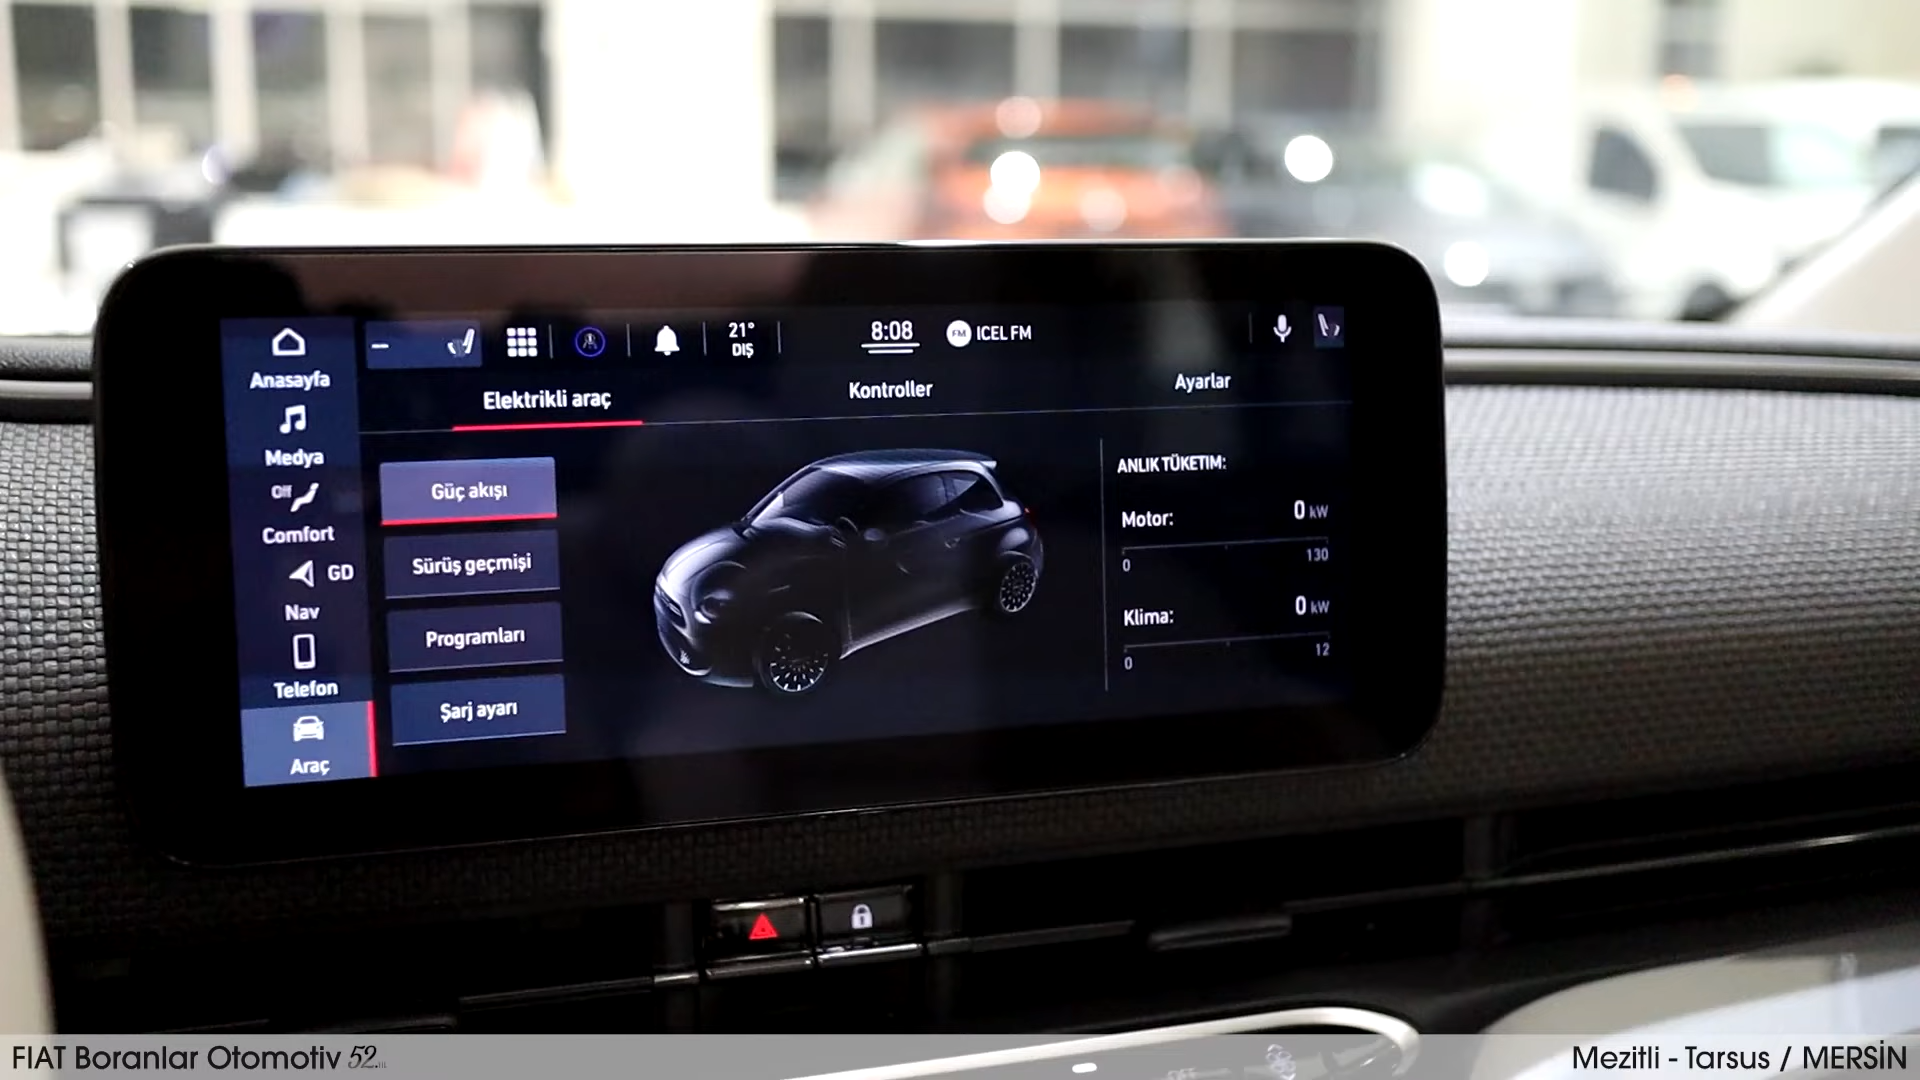 Anasayfa
Medya
Off
Comfort
GD
Nav
Telefon
Araç
21°
DIŞ
8:08
FM
ICEL FM
Elektrikli araç
Kontroller
Ayarlar
Güç akışı
Sürüş geçmişi
Programları
Şarj ayarı
ANLIK TÜKETIM:
Motor: 0 kW
0 130
Klima: 0 kW
0 12
OFF
FIAT Boranlar Otomotiv 52.
Mezitli - Tarsus / MERSİN